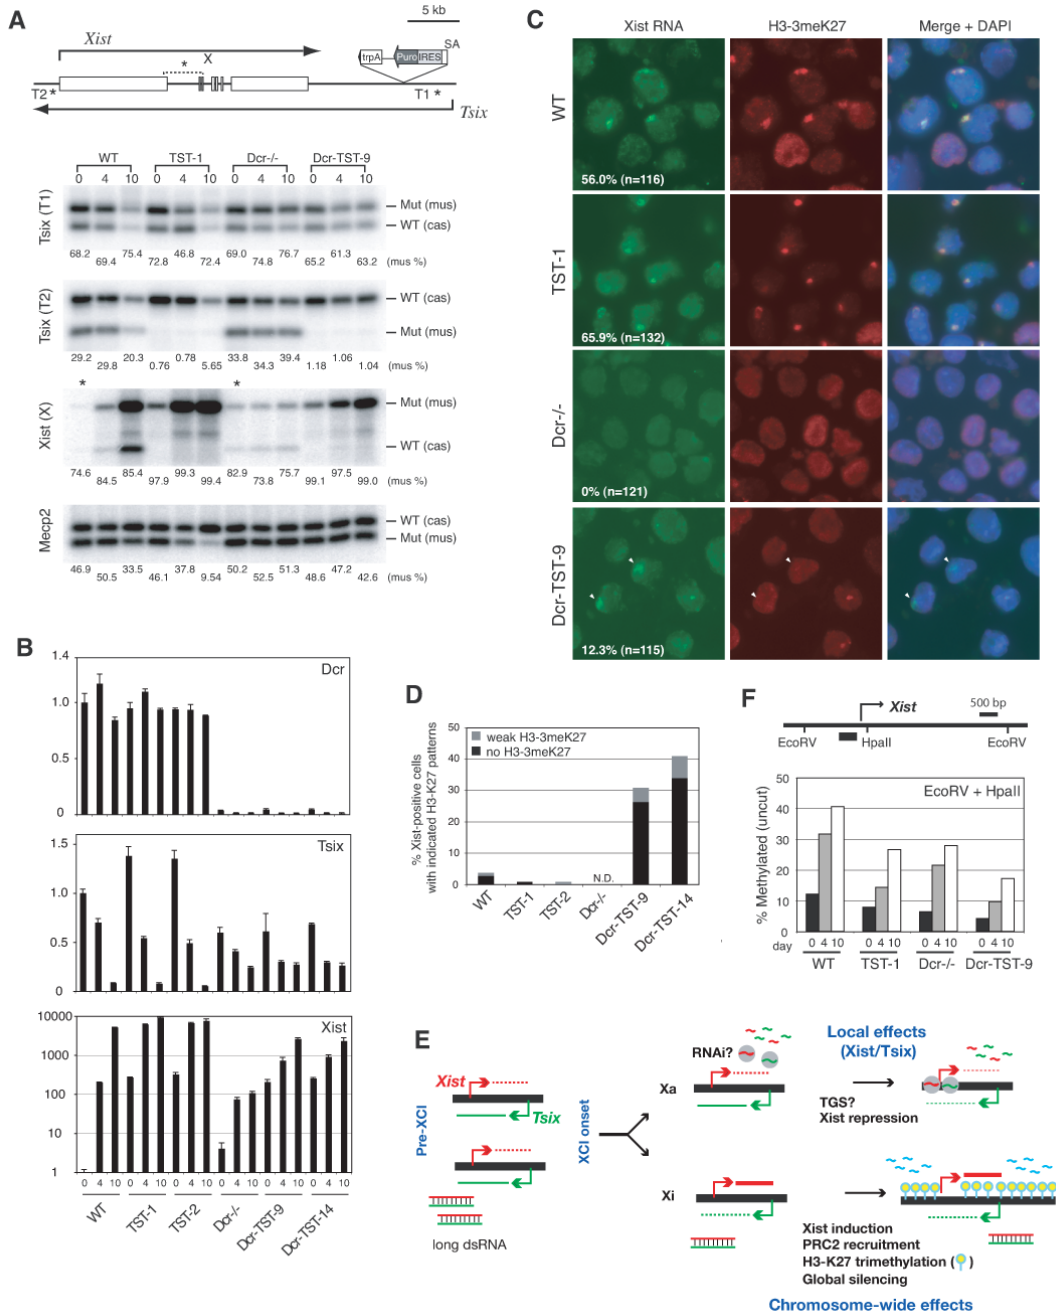 A
5 kb
Xist
X
*
trpA
Puro
IRES
SA
T2*
T1 *
Tsix
WT TST-1 Dcr-/- Dcr-TST-9
0 4 10 0 4 10 0 4 10 0 4 10
Tsix (T1)
Mut (mus)
WT (cas)
68.2 69.4 75.4 72.8 46.8 72.4 69.0 74.8 76.7 65.2 61.3 63.2 (mus %)
Tsix (T2)
WT (cas)
Mut (mus)
29.2 29.8 20.3 0.76 0.78 5.65 33.8 34.3 39.4 1.18 1.06 1.04 (mus %)
Xist (X)
* *
Mut (mus)
WT (cas)
74.6 84.5 85.4 97.9 99.3 99.4 82.9 73.8 75.7 99.1 97.5 99.0 (mus %)
Mecp2
WT (cas)
Mut (mus)
46.9 50.5 33.5 46.1 37.8 9.54 50.2 52.5 51.3 48.6 47.2 42.6 (mus %)
B
Dcr
1.4
1.0
0.5
0
Tsix
1.5
1.0
0.5
0
Xist
10000
1000
100
10
1
0 4 10 0 4 10 0 4 10 0 4 10 0 4 10 0 4 10
WT TST-1 TST-2 Dcr-/- Dcr-TST-9 Dcr-TST-14
C
Xist RNA H3-3meK27 Merge + DAPI
WT
56.0% (n=116)
TST-1
65.9% (n=132)
Dcr-/-
0% (n=121)
Dcr-TST-9
12.3% (n=115)
D
% Xist-positive cells
with indicated H3-K27 patterns
50
40
30
20
10
0
weak H3-3meK27
no H3-3meK27
N.D.
WT TST-1 TST-2 Dcr-/- Dcr-TST-9 Dcr-TST-14
F
Xist
500 bp
EcoRV HpaII EcoRV
EcoRV + HpaII
% Methylated (uncut)
50
40
30
20
10
0
day
0 4 10 0 4 10 0 4 10 0 4 10
WT TST-1 Dcr-/- Dcr-TST-9
E
Pre-XCI
Xist
Tsix
long dsRNA
XCI onset
Xa
RNAi?
Local effects
(Xist/Tsix)
TGS?
Xist repression
Xi
Xist induction
PRC2 recruitment
H3-K27 trimethylation ( )
Global silencing
Chromosome-wide effects